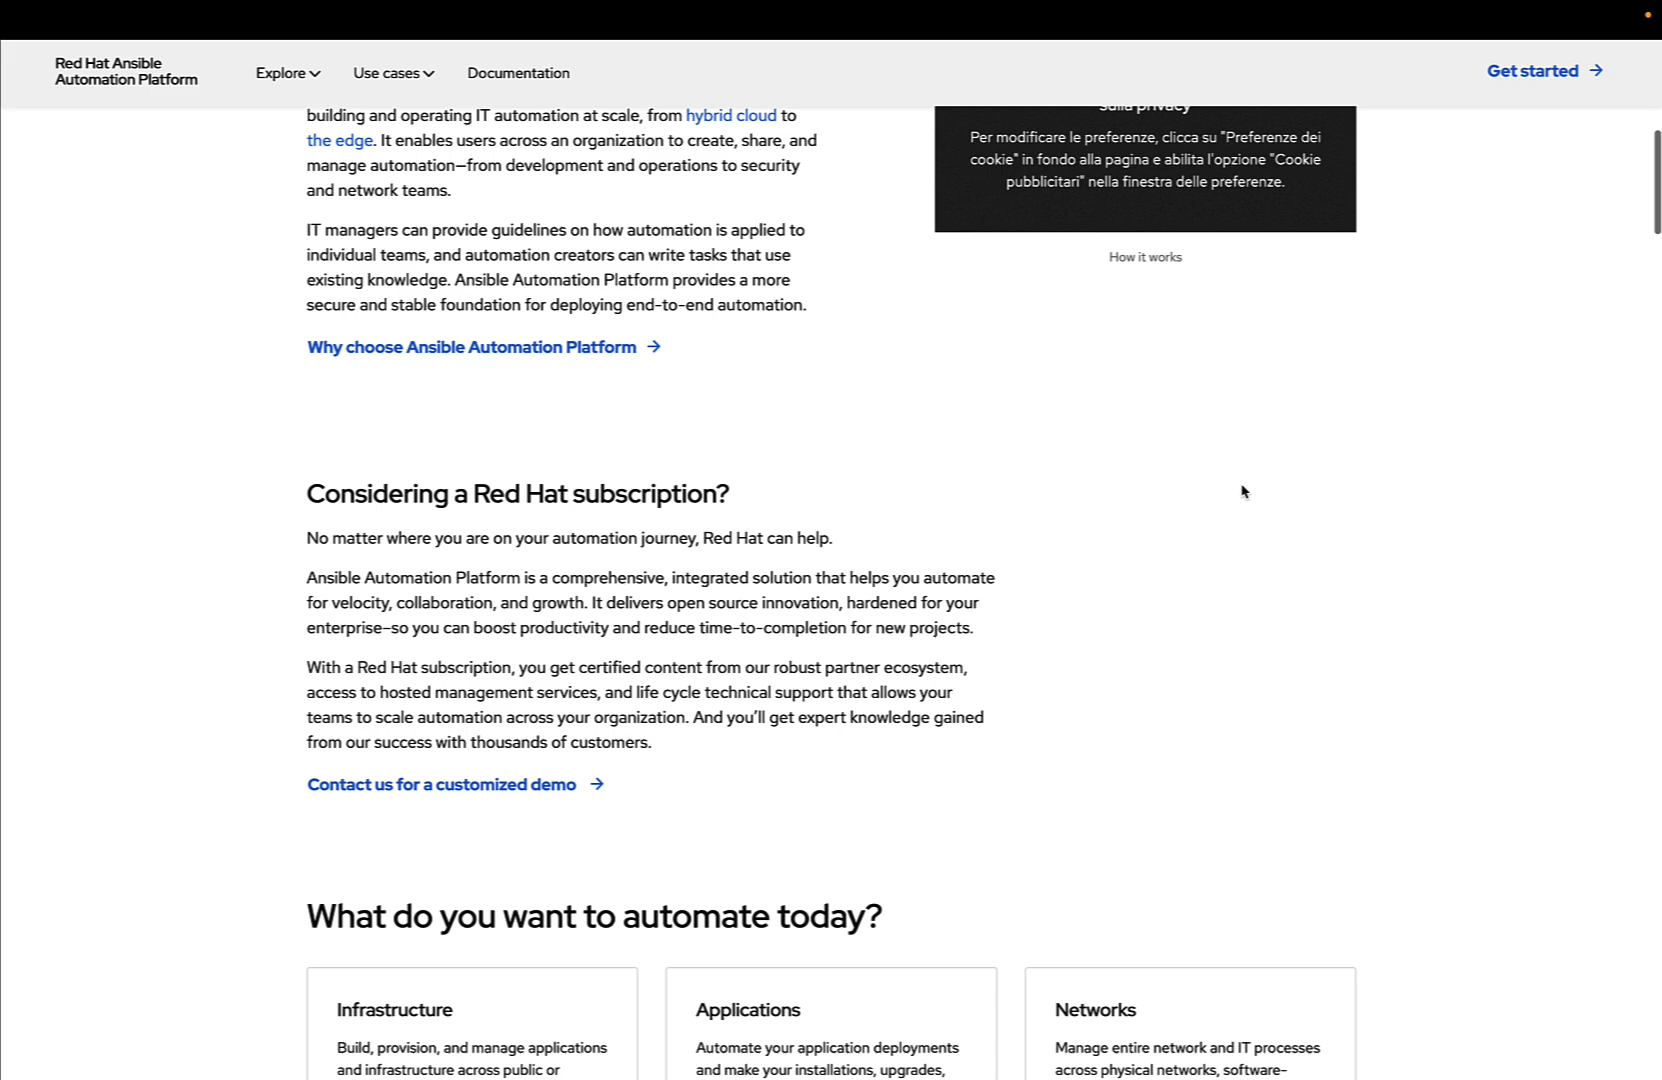 Red Hat Ansible
Automation Platform
Explore
Use cases
Documentation
Get started
building and operating IT automation at scale, from hybrid cloud to
the edge. It enables users across an organization to create, share, and
manage automation—from development and operations to security
and network teams.
IT managers can provide guidelines on how automation is applied to
individual teams, and automation creators can write tasks that use
existing knowledge. Ansible Automation Platform provides a more
secure and stable foundation for deploying end-to-end automation.
Why choose Ansible Automation Platform
sulla privacy
Per modificare le preferenze, clicca su "Preferenze dei
cookie" in fondo alla pagina e abilita l'opzione "Cookie
pubblicitari" nella finestra delle preferenze.
How it works
Considering a Red Hat subscription?
No matter where you are on your automation journey, Red Hat can help.
Ansible Automation Platform is a comprehensive, integrated solution that helps you automate
for velocity, collaboration, and growth. It delivers open source innovation, hardened for your
enterprise—so you can boost productivity and reduce time-to-completion for new projects.
With a Red Hat subscription, you get certified content from our robust partner ecosystem,
access to hosted management services, and life cycle technical support that allows your
teams to scale automation across your organization. And you’ll get expert knowledge gained
from our success with thousands of customers.
Contact us for a customized demo
What do you want to automate today?
Infrastructure
Build, provision, and manage applications
and infrastructure across public or
Applications
Automate your application deployments
and make your installations, upgrades,
Networks
Manage entire network and IT processes
across physical networks, software-